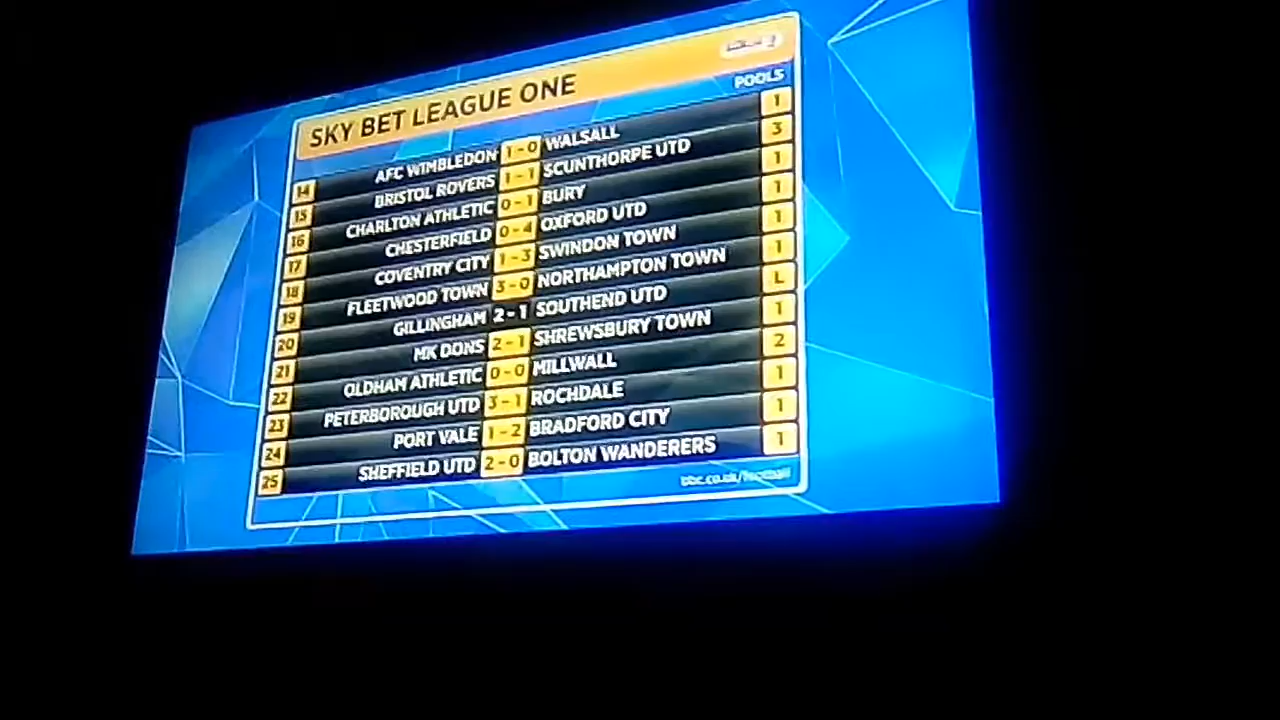 SKY BET LEAGUE ONE
POOLS
14 AFC WIMBLEDON 1 - 0 WALSALL 1
15 BRISTOL ROVERS 1 - 1 SCUNTHORPE UTD 3
16 CHARLTON ATHLETIC 0 - 1 BURY 1
17 CHESTERFIELD 0 - 4 OXFORD UTD 1
18 COVENTRY CITY 1 - 3 SWINDON TOWN 1
19 FLEETWOOD TOWN 3 - 0 NORTHAMPTON TOWN 1
20 GILLINGHAM 2 - 1 SOUTHEND UTD L
21 MK DONS 2 - 1 SHREWSBURY TOWN 1
22 OLDHAM ATHLETIC 0 - 0 MILLWALL 2
23 PETERBOROUGH UTD 3 - 1 ROCHDALE 1
24 PORT VALE 1 - 2 BRADFORD CITY 1
25 SHEFFIELD UTD 2 - 0 BOLTON WANDERERS 1
bbc.co.uk/football